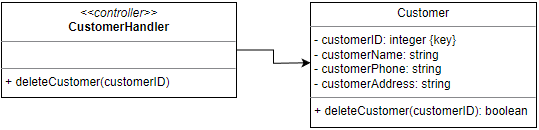 <<controller>>
CustomerHandler
+ deleteCustomer(customerID)
Customer
- customerID: integer {key}
- customerName: string
- customerPhone: string
- customerAddress: string
+ deleteCustomer(customerID): boolean